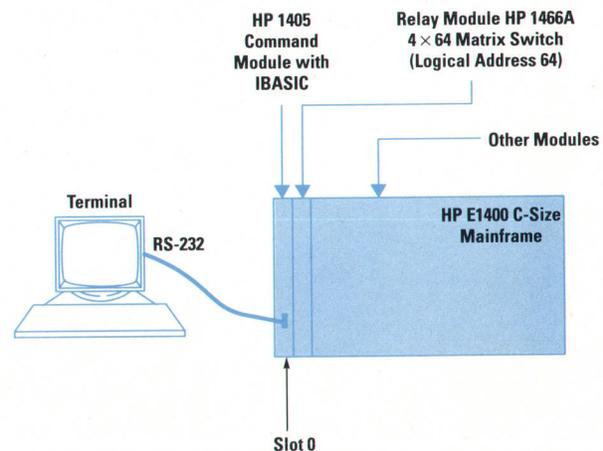 HP 1405
Command
Module with
IBASIC
Relay Module HP 1466A
4 × 64 Matrix Switch
(Logical Address 64)
Other Modules
Terminal
RS-232
HP E1400 C-Size
Mainframe
Slot 0